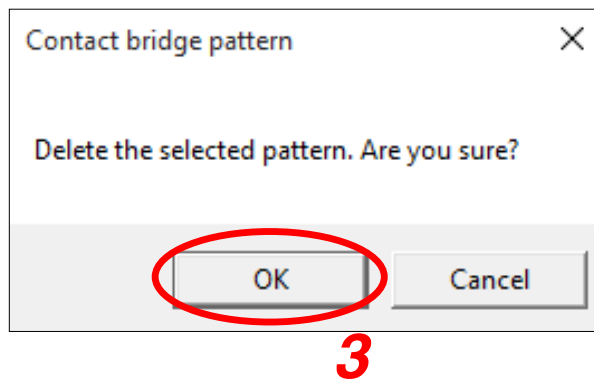 Contact bridge pattern
Delete the selected pattern. Are you sure?
OK
Cancel
3